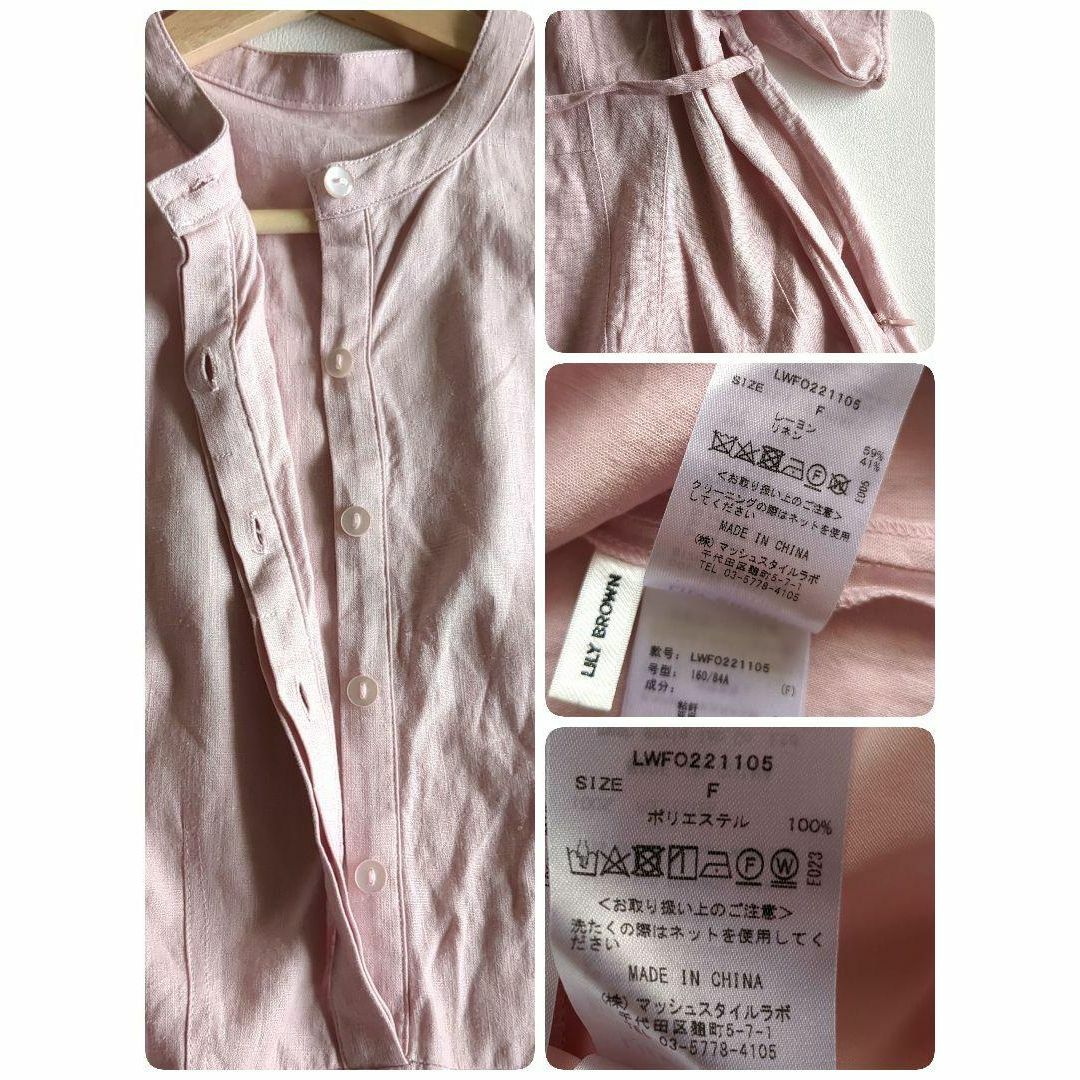 LWFO221105
SIZE F
レーヨン 59%
リネン 41%
E005
<お取り扱い上のご注意>
クリーニングの際はネットを使用
してください
MADE IN CHINA
(株)マッシュスタイルラボ
千代田区麹町5-7-1
TEL 03-5778-4105
LILY BROWN
款号: LWFO221105
号型: 160/84A (F)
成分:
LWFO221105
SIZE F
ポリエステル 100%
F W E023
<お取り扱い上のご注意>
洗たくの際はネットを使用してく
ださい
MADE IN CHINA
(株)マッシュスタイルラボ
千代田区麹町5-7-1
03-5778-4105